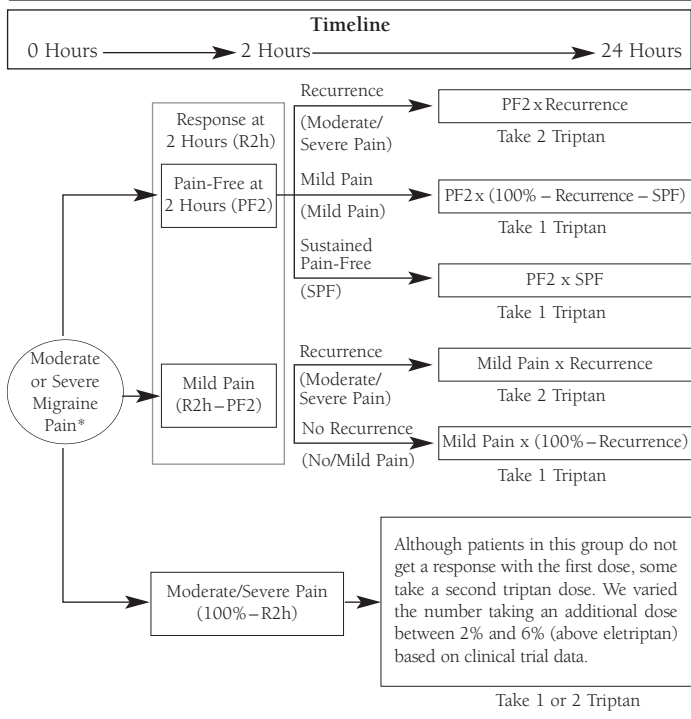 Timeline
0 Hours 2 Hours 24 Hours
Response at
2 Hours (R2h)
Pain-Free at
2 Hours (PF2)
Recurrence
(Moderate/
Severe Pain)
PF2 x Recurrence
Take 2 Triptan
Mild Pain
(Mild Pain)
PF2 x (100% – Recurrence – SPF)
Take 1 Triptan
Sustained
Pain-Free
(SPF)
PF2 x SPF
Take 1 Triptan
Moderate
or Severe
Migraine
Pain*
Mild Pain
(R2h–PF2)
Recurrence
(Moderate/
Severe Pain)
Mild Pain x Recurrence
Take 2 Triptan
No Recurrence
(No/Mild Pain)
Mild Pain x (100%–Recurrence)
Take 1 Triptan
Moderate/Severe Pain
(100%–R2h)
Although patients in this group do not
get a response with the first dose, some
take a second triptan dose. We varied
the number taking an additional dose
between 2% and 6% (above eletriptan)
based on clinical trial data.
Take 1 or 2 Triptan